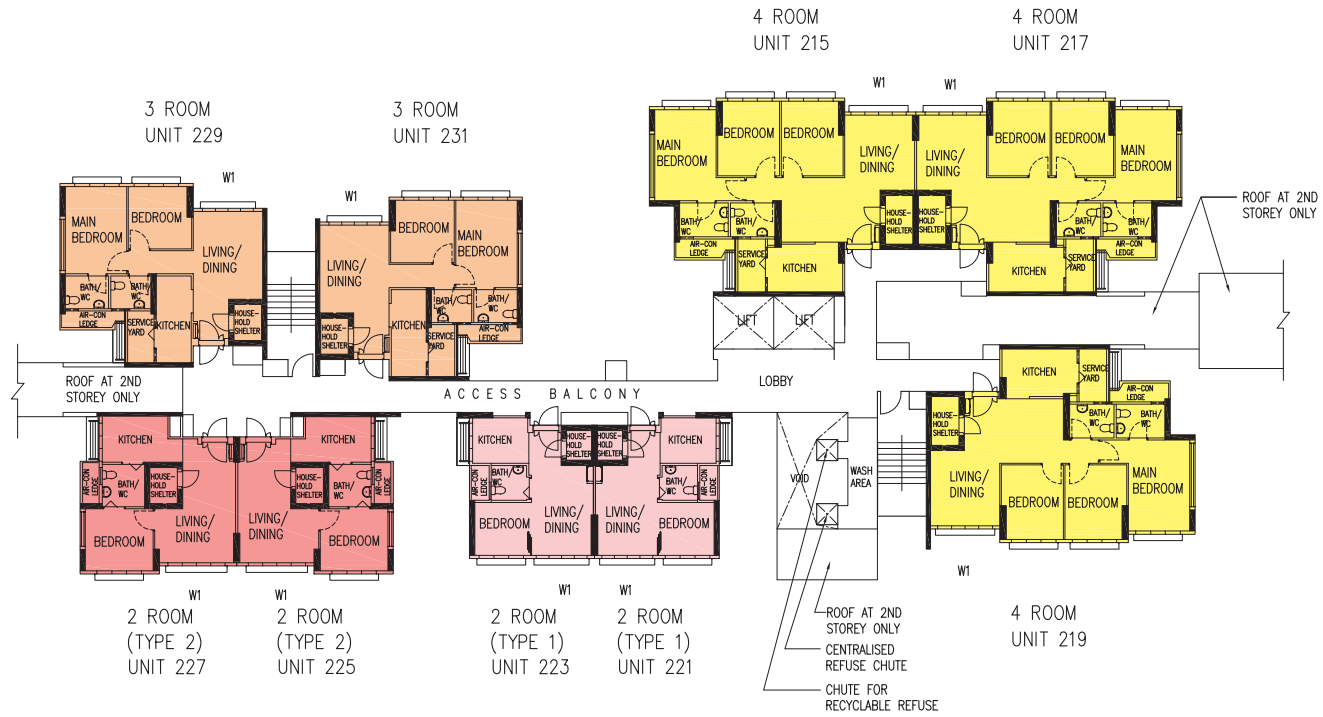 4 ROOM
UNIT 215
4 ROOM
UNIT 217
3 ROOM
UNIT 229
3 ROOM
UNIT 231
W1
W1
W1
W1
MAIN
BEDROOM
BEDROOM
BEDROOM
LIVING/
DINING
BATH/
WC
BATH/
WC
HOUSE-
HOLD
SHELTER
AIR-CON
LEDGE
SERVICE
YARD
KITCHEN
LIVING/
DINING
BEDROOM
BEDROOM
MAIN
BEDROOM
HOUSE-
HOLD
SHELTER
BATH/
WC
BATH/
WC
AIR-CON
LEDGE
KITCHEN
SERVICE
YARD
MAIN
BEDROOM
BEDROOM
LIVING/
DINING
BATH/
WC
BATH/
WC
AIR-CON
LEDGE
SERVICE
YARD
KITCHEN
HOUSE-
HOLD
SHELTER
LIVING/
DINING
BEDROOM
MAIN
BEDROOM
HOUSE-
HOLD
SHELTER
KITCHEN
BATH/
WC
BATH/
WC
SERVICE
YARD
AIR-CON
LEDGE
ROOF AT 2ND
STOREY ONLY
LIFT
LIFT
LOBBY
ROOF AT 2ND
STOREY ONLY
ACCESS BALCONY
KITCHEN
AIR-CON
LEDGE
BATH/
WC
HOUSE-
HOLD
SHELTER
BEDROOM
LIVING/
DINING
KITCHEN
HOUSE-
HOLD
SHELTER
BATH/
WC
AIR-CON
LEDGE
LIVING/
DINING
BEDROOM
KITCHEN
HOUSE-
HOLD
SHELTER
AIR-CON
LEDGE
BATH/
WC
BEDROOM
LIVING/
DINING
HOUSE-
HOLD
SHELTER
KITCHEN
BATH/
WC
AIR-CON
LEDGE
LIVING/
DINING
BEDROOM
VOID
WASH
AREA
KITCHEN
SERVICE
YARD
AIR-CON
LEDGE
HOUSE-
HOLD
SHELTER
BATH/
WC
BATH/
WC
LIVING/
DINING
BEDROOM
BEDROOM
MAIN
BEDROOM
W1
W1
W1
W1
W1
2 ROOM
(TYPE 2)
UNIT 227
2 ROOM
(TYPE 2)
UNIT 225
2 ROOM
(TYPE 1)
UNIT 223
2 ROOM
(TYPE 1)
UNIT 221
4 ROOM
UNIT 219
ROOF AT 2ND
STOREY ONLY
CENTRALISED
REFUSE CHUTE
CHUTE FOR
RECYCLABLE REFUSE